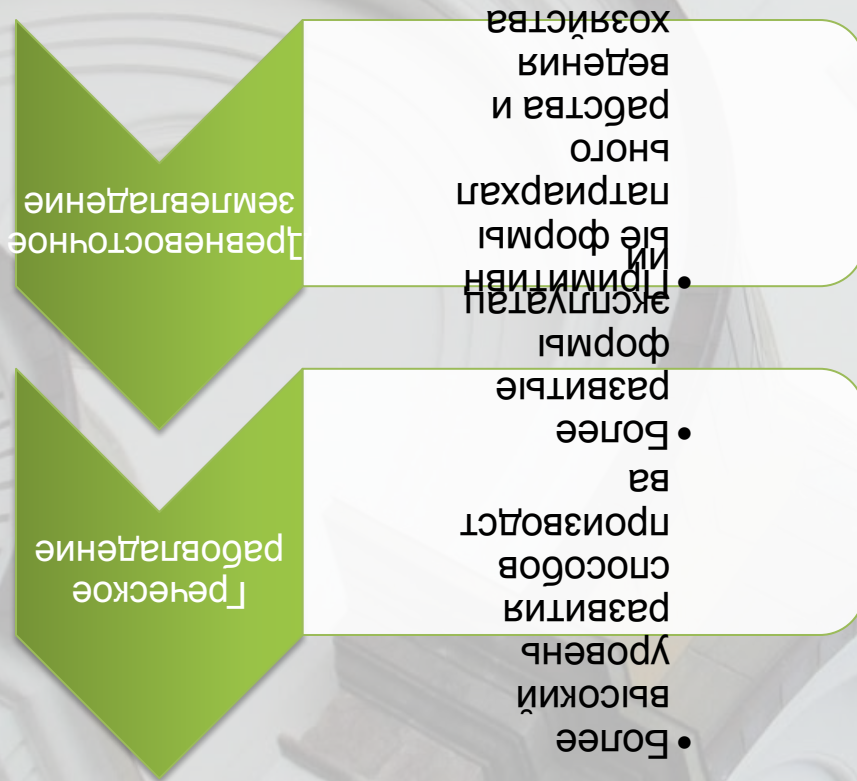 Греческое
рабовладение
• Более
высокий
уровень
развития
способов
производст
ва
• Более
развитые
формы
эксплуатац
ии
Древневосточное
землевладение
• Примитивн
ые формы
патриархал
ьного
рабства и
ведения
хозяйства